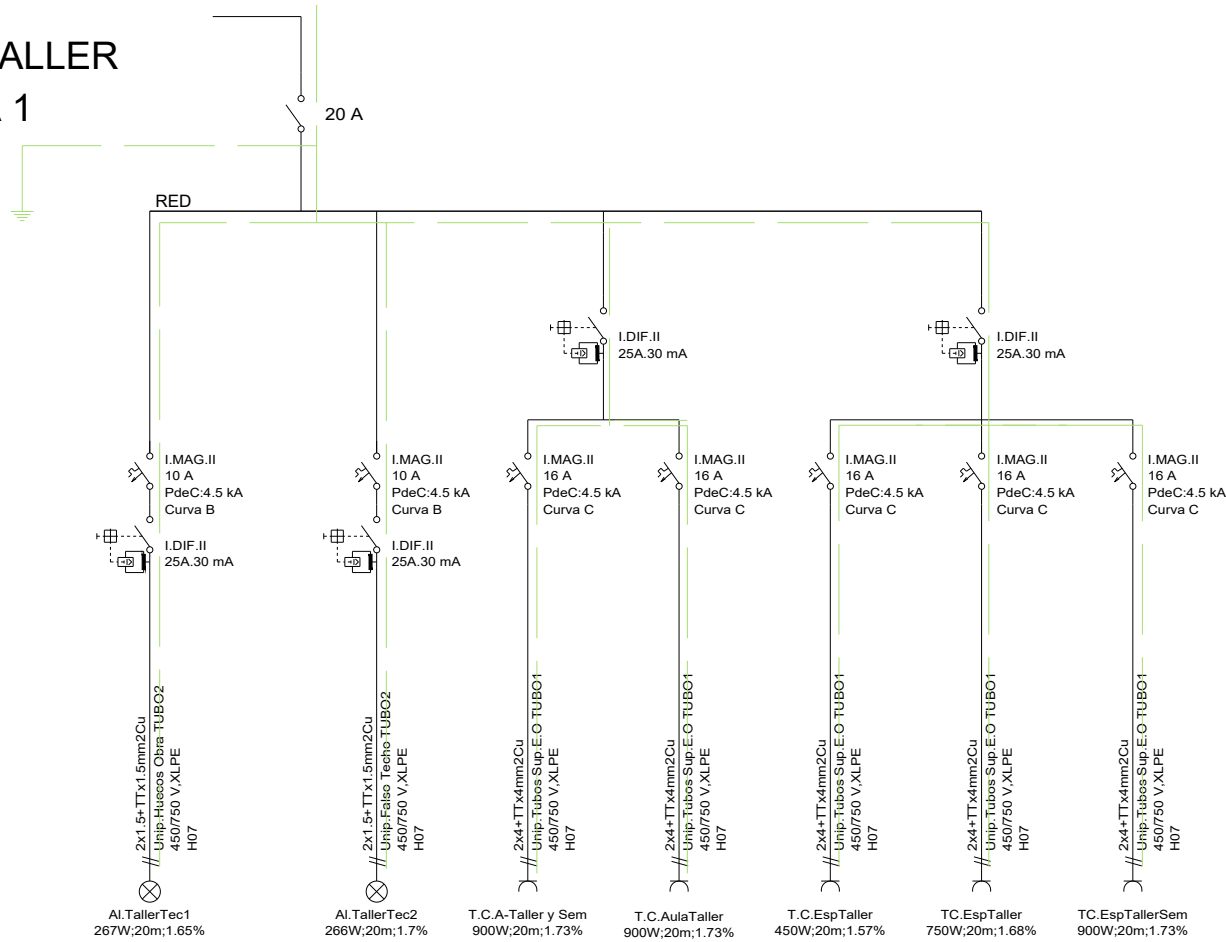 ALLER
A 1
20 A
RED
I.DIF.II
25A.30 mA
I.DIF.II
25A.30 mA
I.MAG.II
10 A
PdeC:4.5 kA
Curva B
I.MAG.II
10 A
PdeC:4.5 kA
Curva B
I.MAG.II
16 A
PdeC:4.5 kA
Curva C
I.MAG.II
16 A
PdeC:4.5 kA
Curva C
I.MAG.II
16 A
PdeC:4.5 kA
Curva C
I.MAG.II
16 A
PdeC:4.5 kA
Curva C
I.MAG.II
16 A
PdeC:4.5 kA
Curva C
I.DIF.II
25A.30 mA
I.DIF.II
25A.30 mA
2x1.5+TTx1.5mm2Cu
Unip.Huecos Obra TUBO2
450/750 V,XLPE
H07
2x1.5+TTx1.5mm2Cu
Unip.Falso Techo TUBO2
450/750 V,XLPE
H07
2x4+TTx4mm2Cu
Unip.Tubos Sup.E.O TUBO1
450/750 V,XLPE
H07
2x4+TTx4mm2Cu
Unip.Tubos Sup.E.O TUBO1
450/750 V,XLPE
H07
2x4+TTx4mm2Cu
Unip.Tubos Sup.E.O TUBO1
450/750 V,XLPE
H07
2x4+TTx4mm2Cu
Unip.Tubos Sup.E.O TUBO1
450/750 V,XLPE
H07
2x4+TTx4mm2Cu
Unip.Tubos Sup.E.O TUBO1
450/750 V,XLPE
H07
Al.TallerTec1
267W;20m;1.65%
Al.TallerTec2
266W;20m;1.7%
T.C.A-Taller y Sem
900W;20m;1.73%
T.C.AulaTaller
900W;20m;1.73%
T.C.EspTaller
450W;20m;1.57%
TC.EspTaller
750W;20m;1.68%
TC.EspTallerSem
900W;20m;1.73%